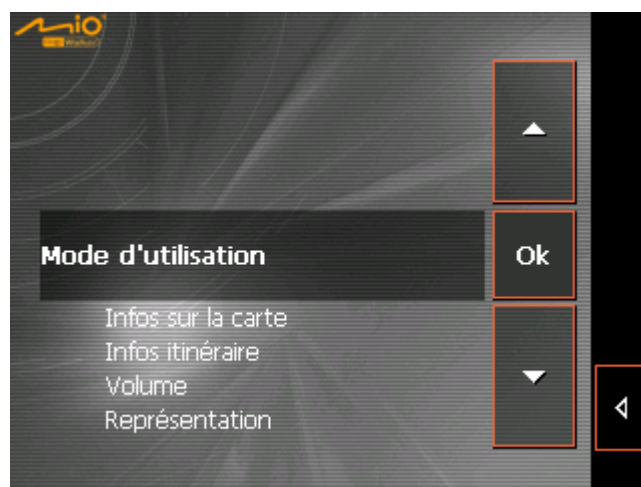 Mio
Mode d'utilisation
Ok
Infos sur la carte
Infos itinéraire
Volume
Représentation